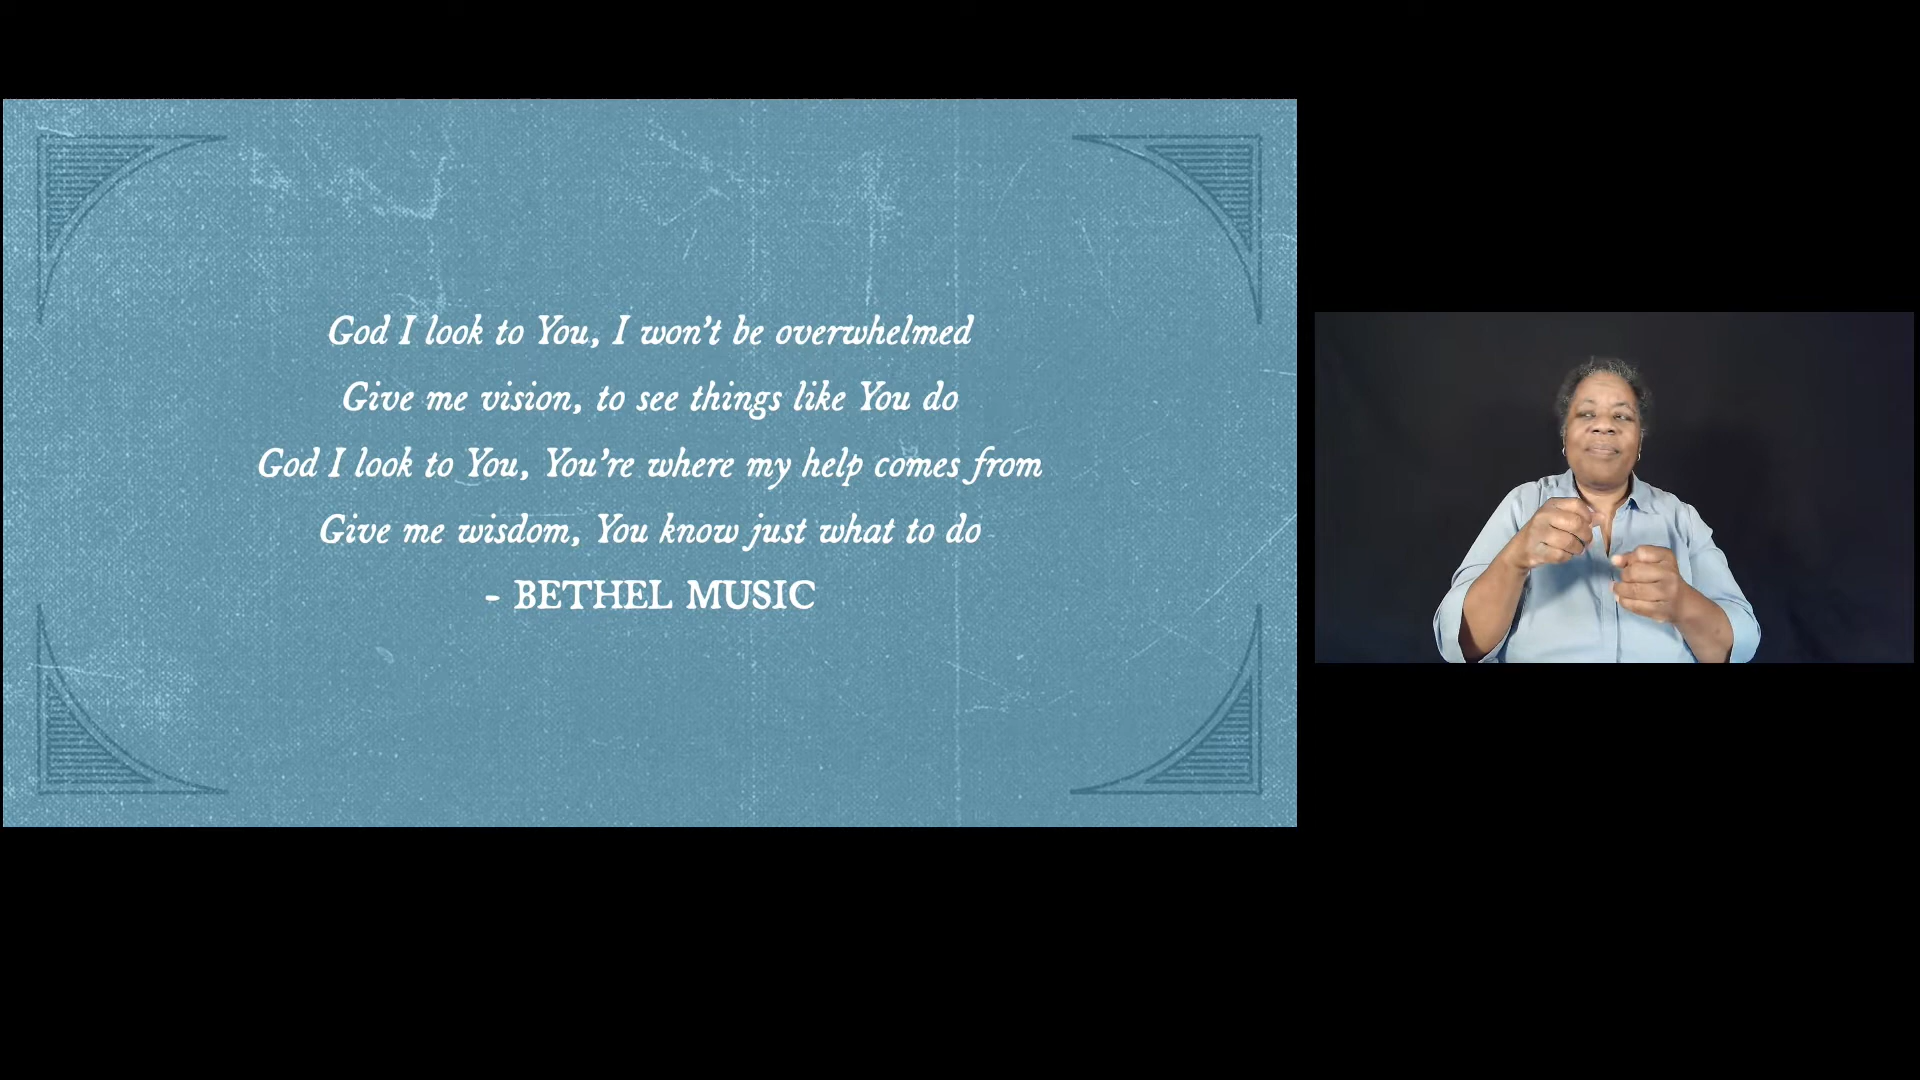 God I look to You, I won't be overwhelmed
Give me vision, to see things like You do
God I look to You, You're where my help comes from
Give me wisdom, You know just what to do
- BETHEL MUSIC